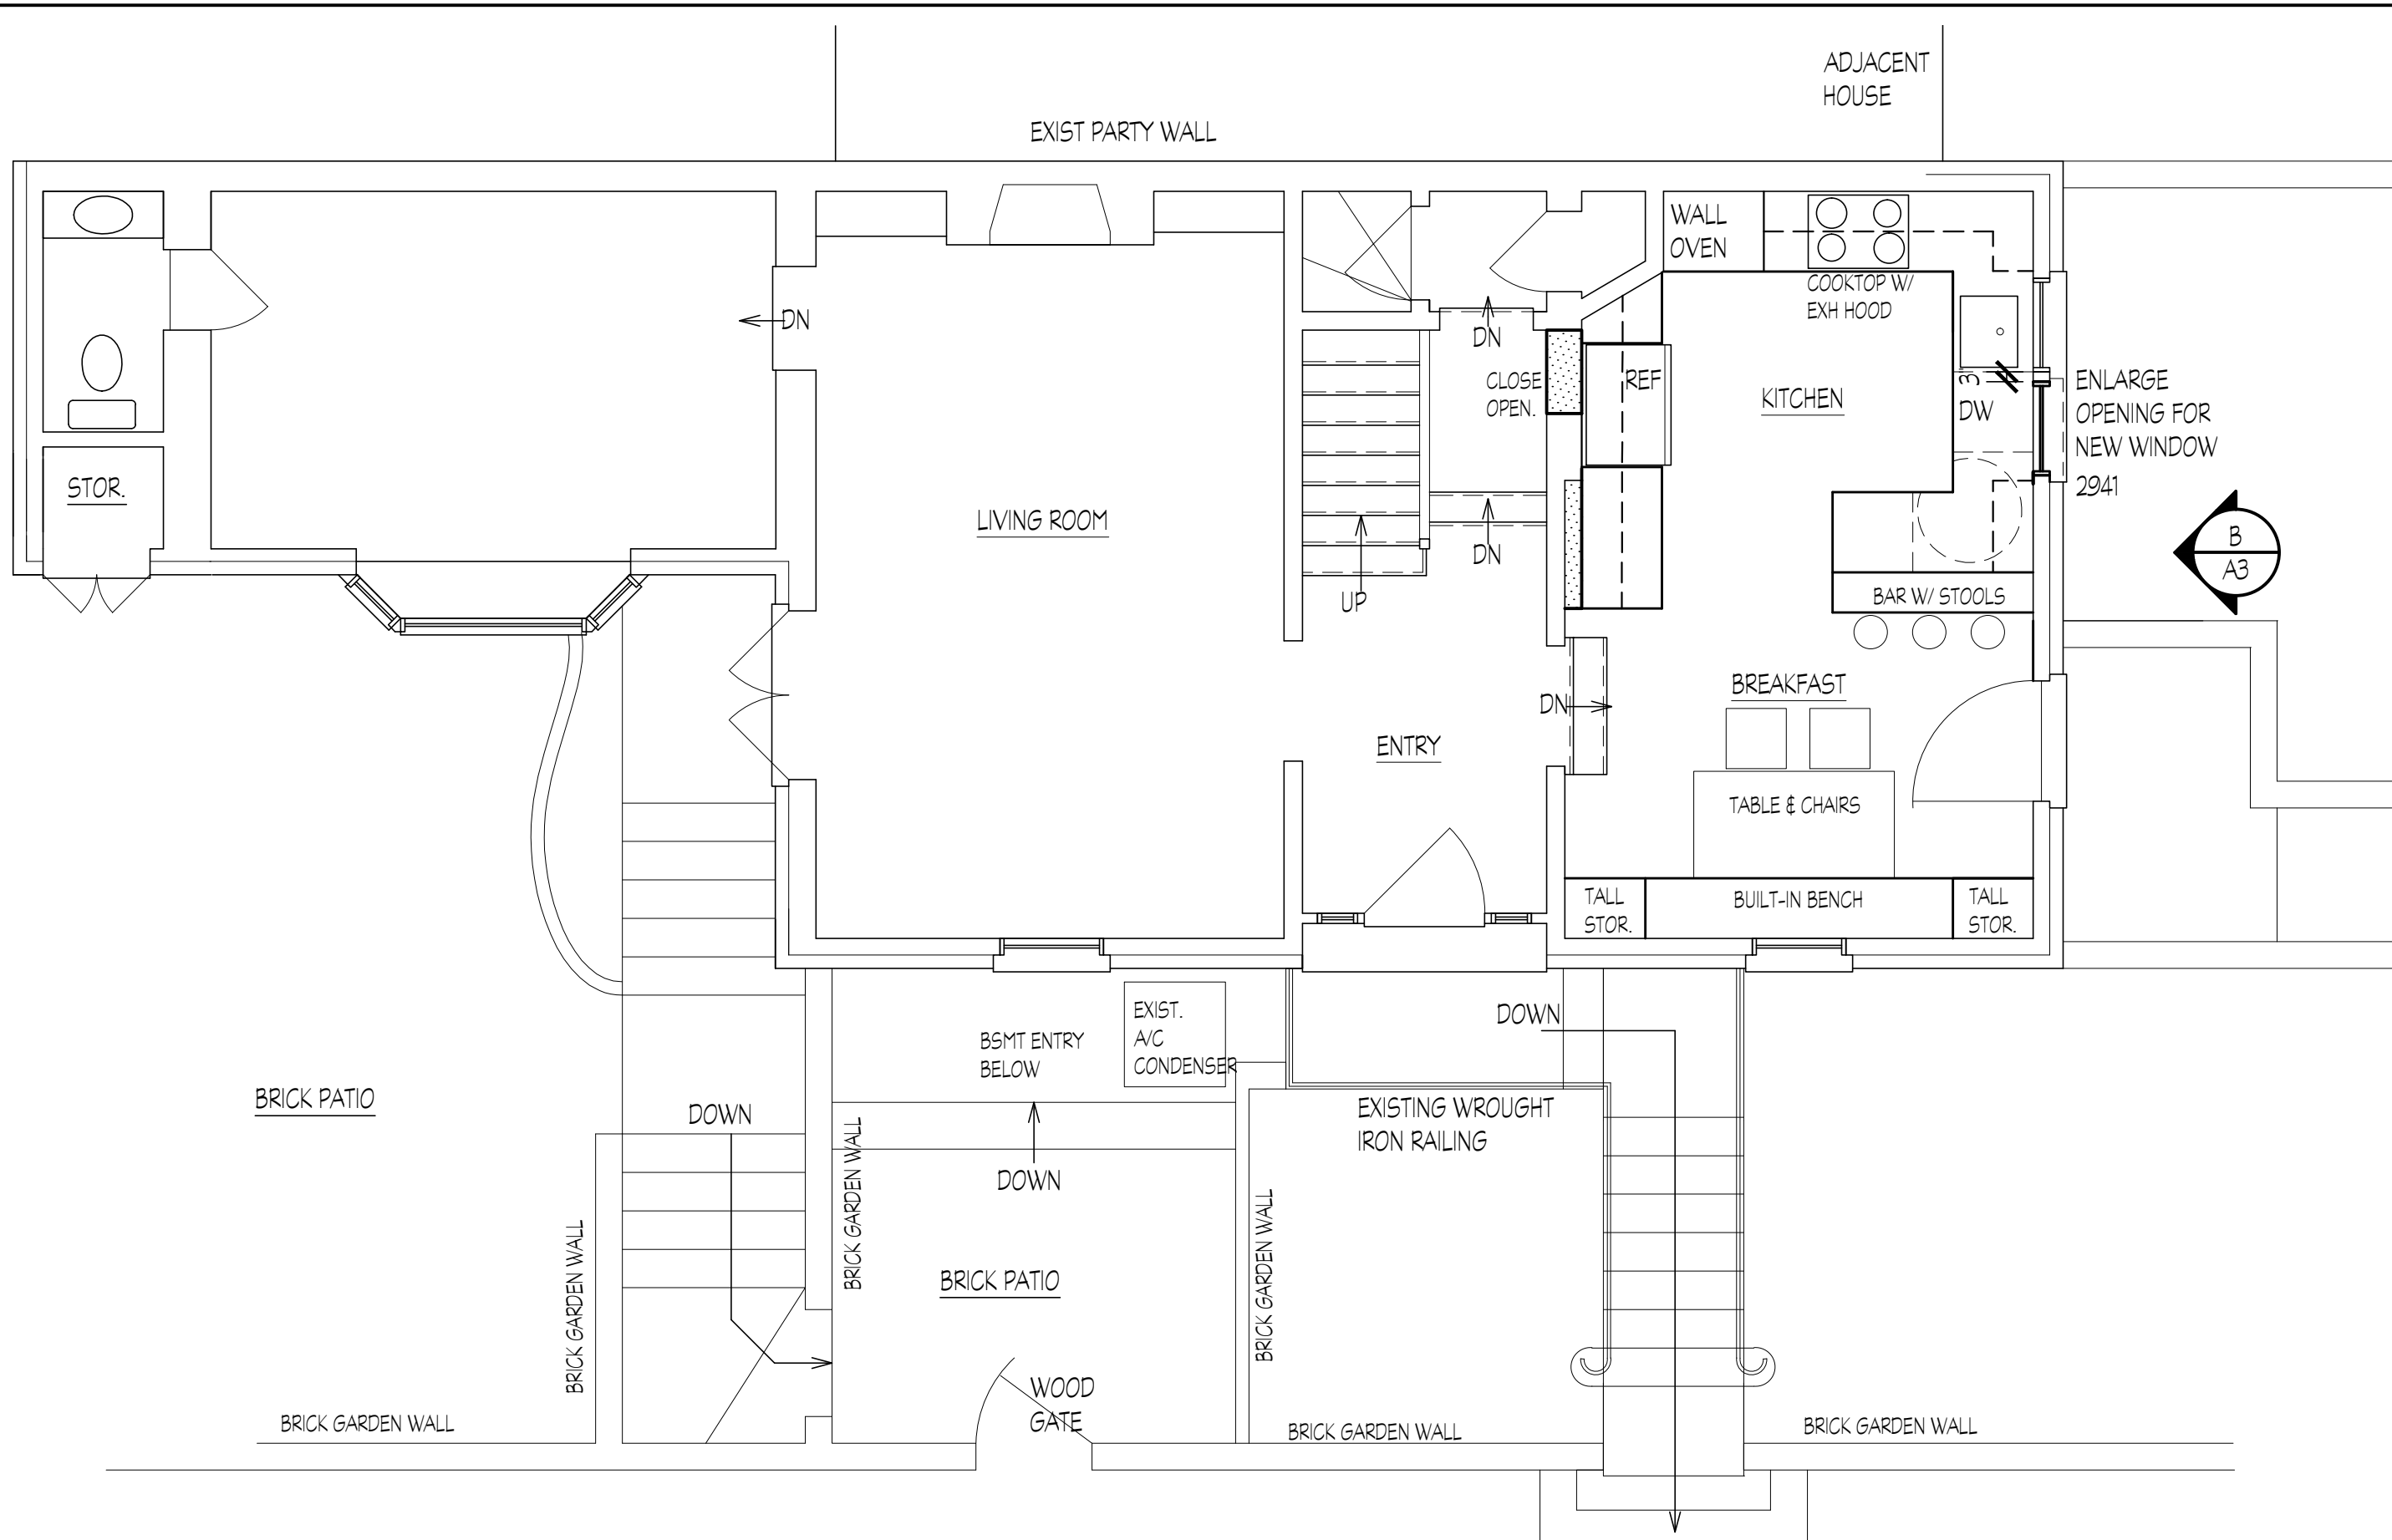 ADJACENT
HOUSE
EXIST PARTY WALL
WALL
OVEN
COOKTOP W/
EXH HOOD
DN
DN
CLOSE
OPEN.
REF
KITCHEN
3
DW
ENLARGE
OPENING FOR
NEW WINDOW
2941
STOR.
LIVING ROOM
DN
UP
B
A3
BAR W/ STOOLS
BREAKFAST
DN
ENTRY
TABLE & CHAIRS
TALL
STOR.
BUILT-IN BENCH
TALL
STOR.
EXIST.
A/C
CONDENSER
BSMT ENTRY
BELOW
DOWN
BRICK PATIO
DOWN
EXISTING WROUGHT
IRON RAILING
DOWN
BRICK GARDEN WALL
BRICK GARDEN WALL
BRICK GARDEN WALL
BRICK PATIO
WOOD
GATE
BRICK GARDEN WALL
BRICK GARDEN WALL
BRICK GARDEN WALL